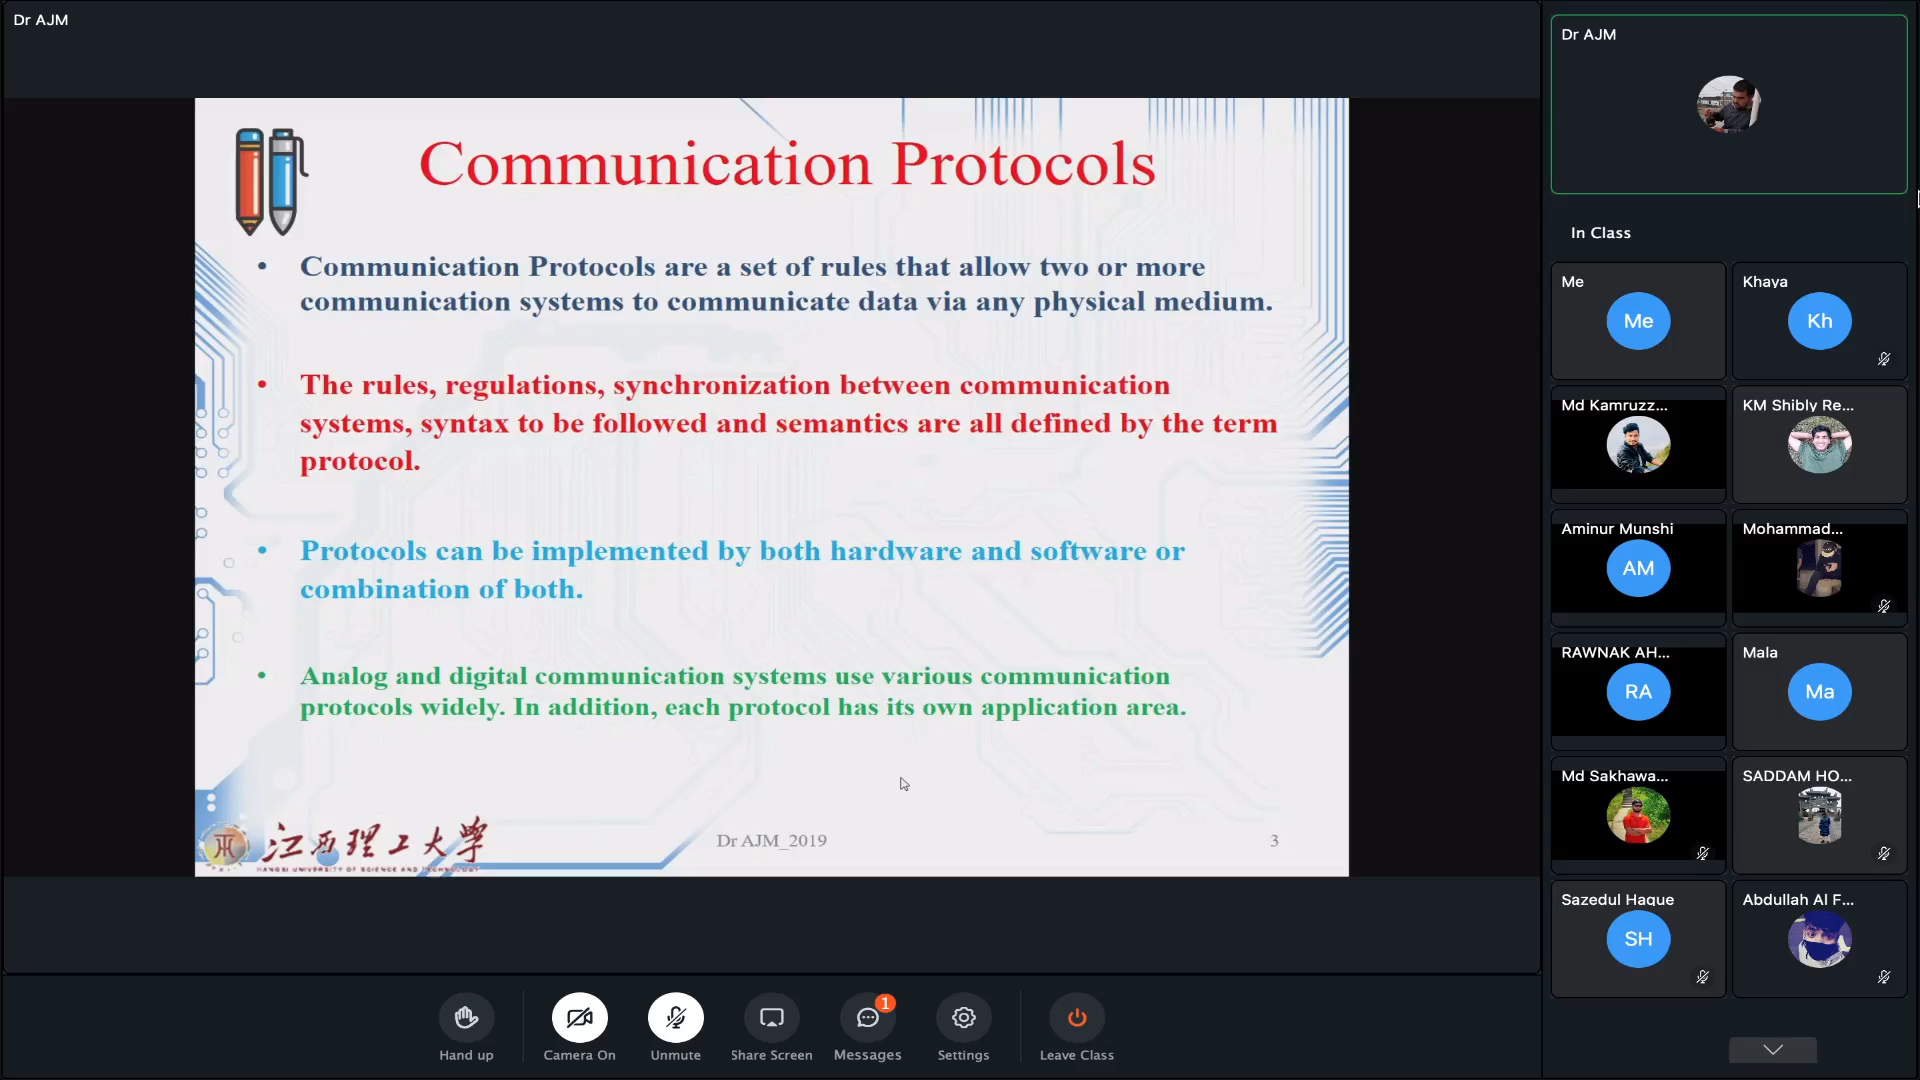 Dr AJM
Communication Protocols
• Communication Protocols are a set of rules that allow two or more
communication systems to communicate data via any physical medium.
• The rules, regulations, synchronization between communication
systems, syntax to be followed and semantics are all defined by the term
protocol.
• Protocols can be implemented by both hardware and software or
combination of both.
• Analog and digital communication systems use various communication
protocols widely. In addition, each protocol has its own application area.
江西理工大学
Dr AJM_2019
3
Hand up
Camera On
Unmute
Share Screen
1
Messages
Settings
Leave Class
Dr AJM
In Class
Me
Me
Khaya
Kh
Md Kamruzz...
KM Shibly Re...
Aminur Munshi
AM
Mohammad...
RAWNAK AH...
RA
Mala
Ma
Md Sakhawa...
SADDAM HO...
Sazedul Haque
SH
Abdullah Al F...